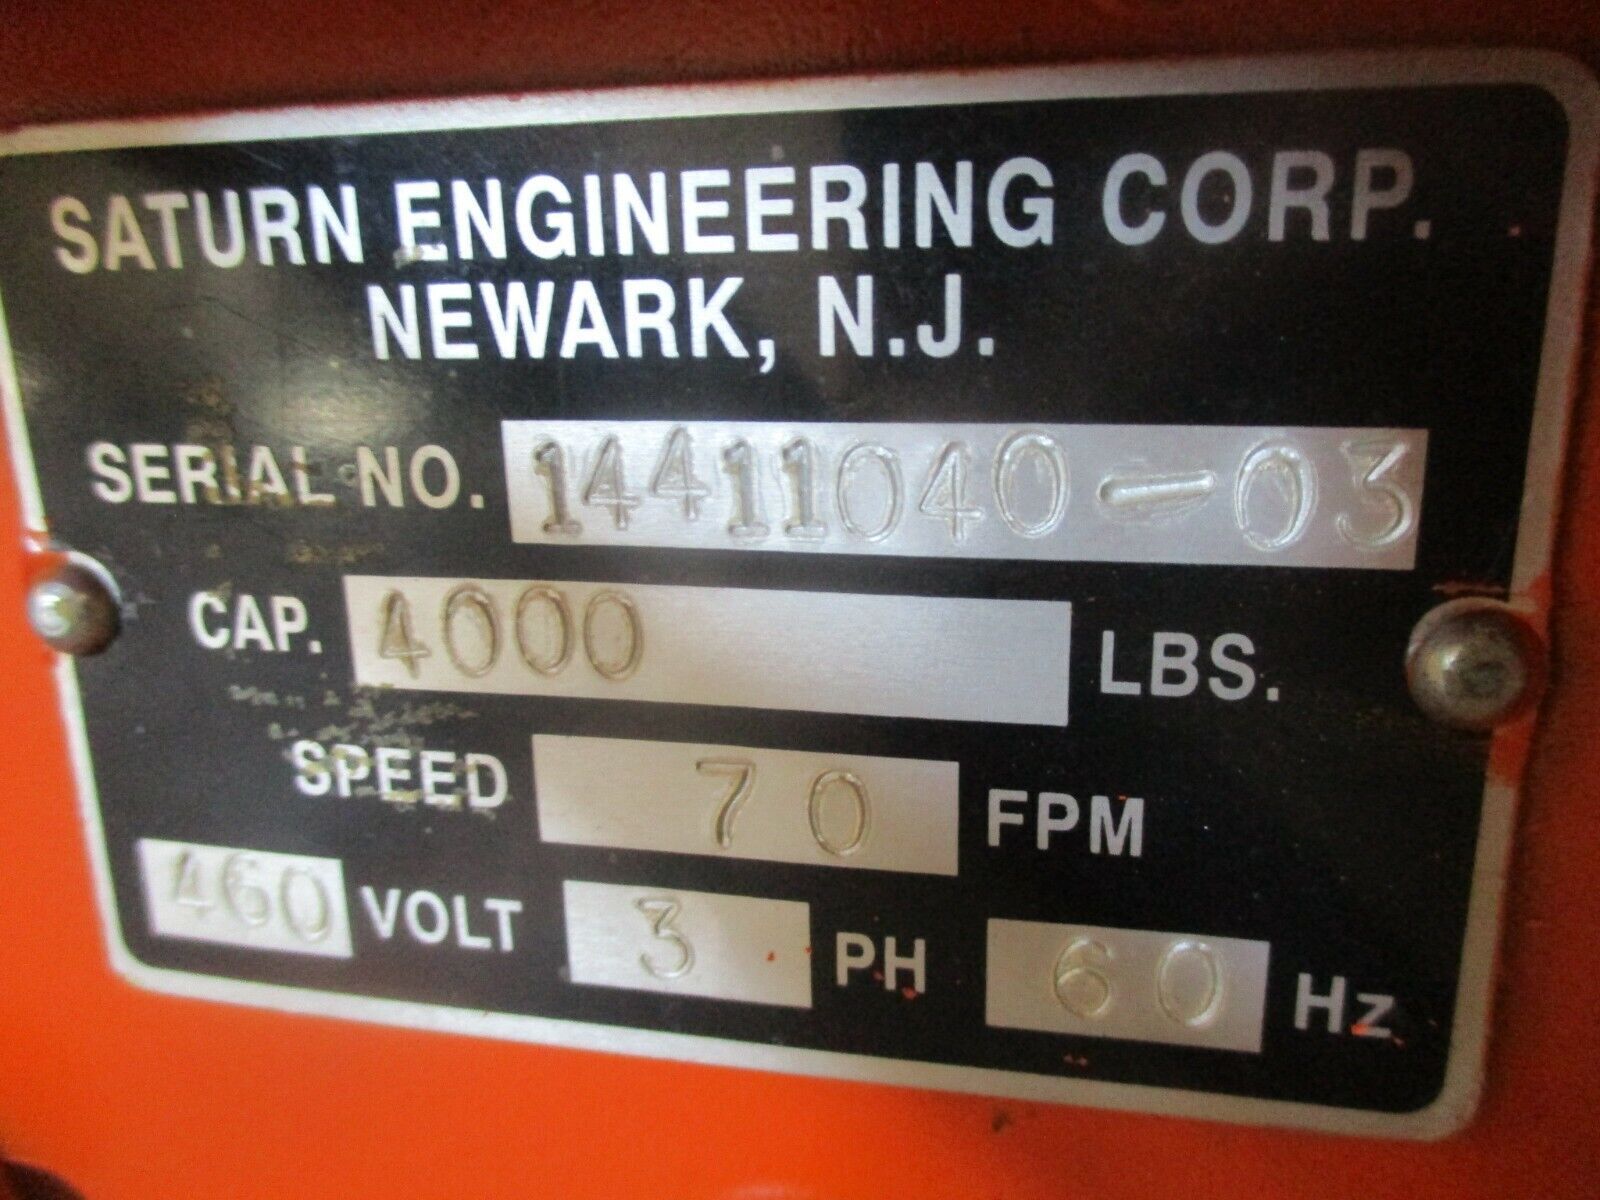 SATURN ENGINEERING CORP.
NEWARK, N.J.
SERIAL NO. 14411040-03
CAP. 4000 LBS.
SPEED 70 FPM
460 VOLT 3 PH 60 Hz